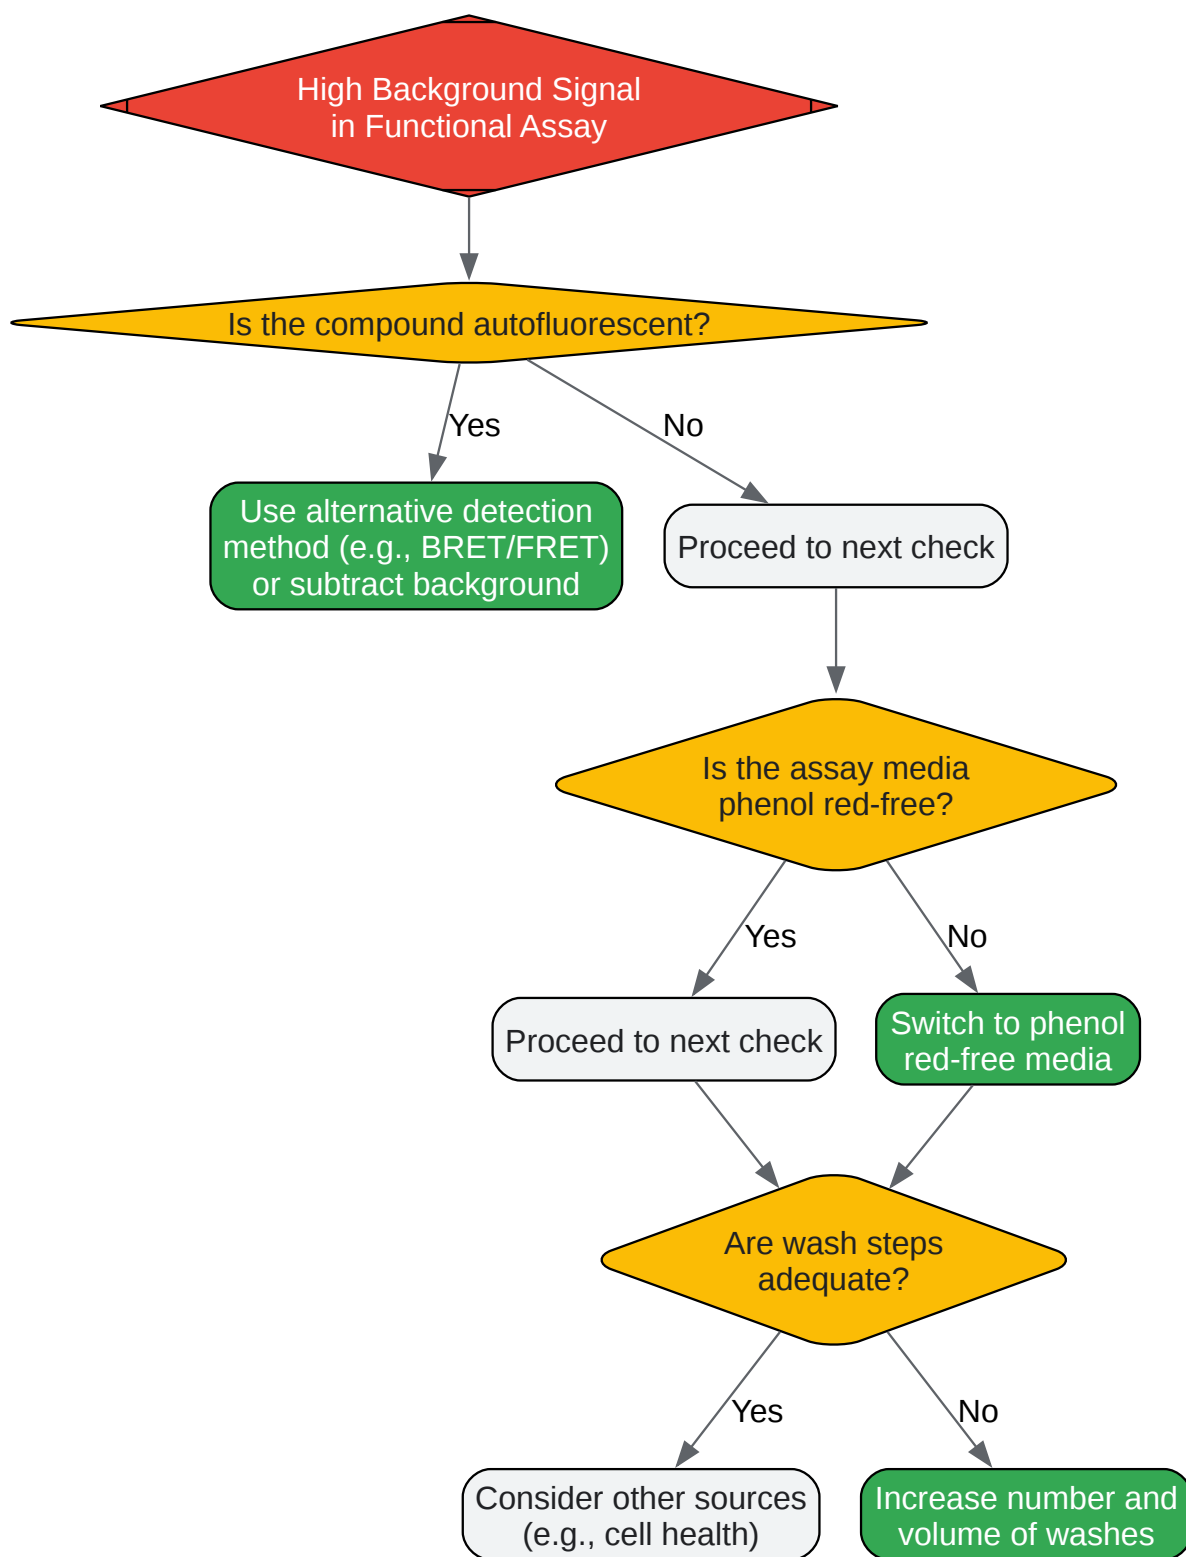 High Background Signal
in Functional Assay
Is the compound autofluorescent?
Yes
No
Use alternative detection
method (e.g., BRET/FRET)
or subtract background
Proceed to next check
Is the assay media
phenol red-free?
Yes
No
Proceed to next check
Switch to phenol
red-free media
Are wash steps
adequate?
Yes
No
Consider other sources
(e.g., cell health)
Increase number and
volume of washes